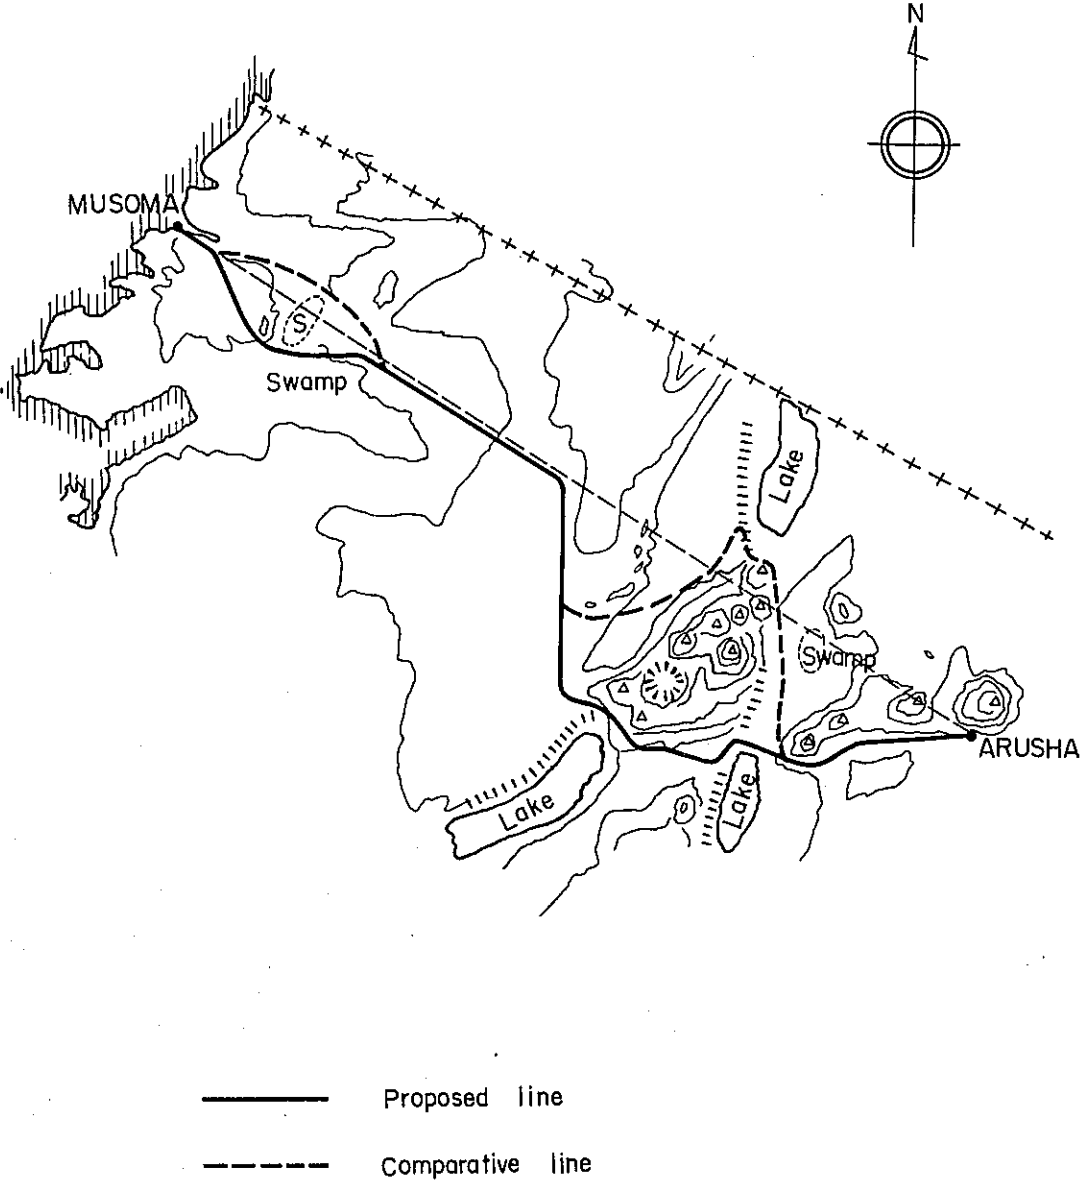 N
MUSOMA
S
Swamp
Lake
Swamp
ARUSHA
Lake
Lake
Proposed line
Comparative line